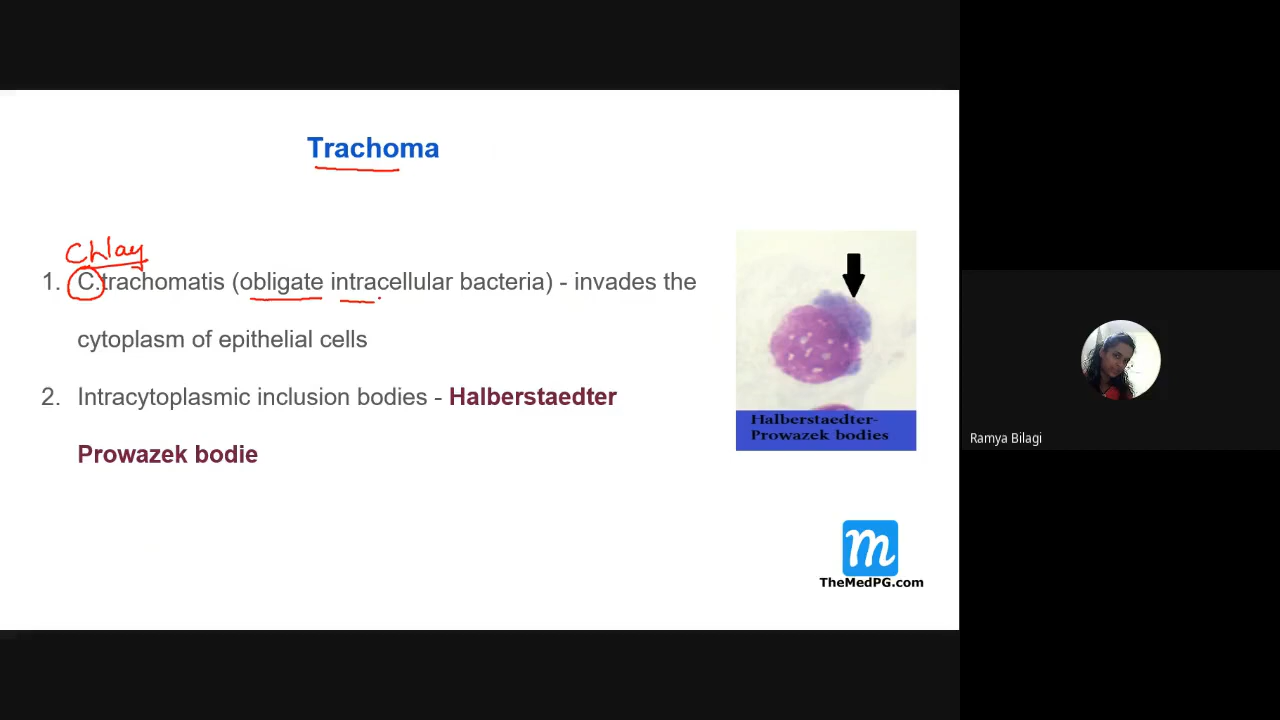 Trachoma
Chlay
1. C.trachomatis (obligate intracellular bacteria) - invades the
cytoplasm of epithelial cells
2. Intracytoplasmic inclusion bodies - Halberstaedter
Prowazek bodie
Halberstaedter-
Prowazek bodies
m
TheMedPG.com
Ramya Bilagi